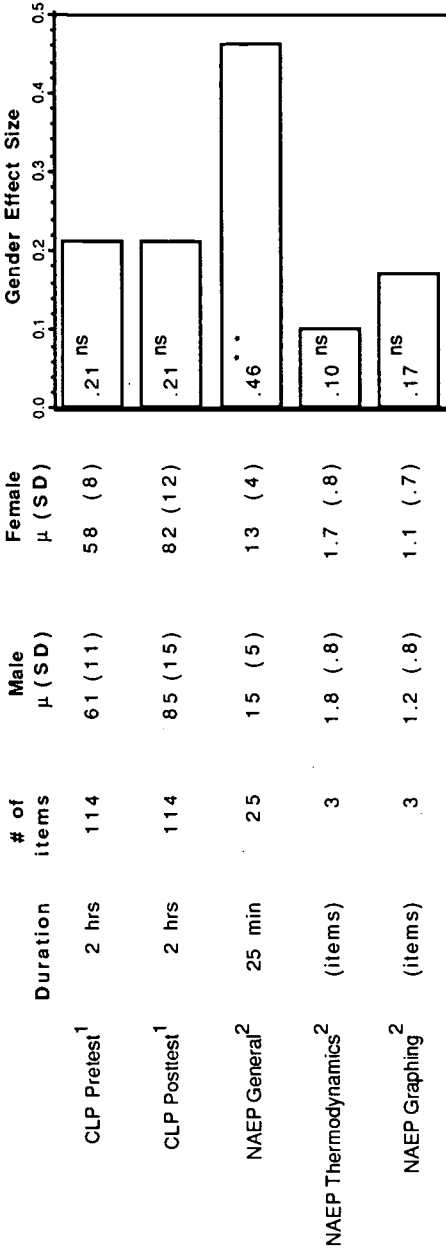 Duration # of items Male μ (SD) Female μ (SD) Gender Effect Size
0.0 0.1 0.2 0.3 0.4 0.5
CLP Pretest1 2 hrs 114 61 (11) 58 (8) .21 ns
CLP Posttest1 2 hrs 114 85 (15) 82 (12) .21 ns
NAEP General2 25 min 25 15 (5) 13 (4) .46 **
NAEP Thermodynamics2 (items) 3 1.8 (.8) 1.7 (.8) .10 ns
NAEP Graphing2 (items) 3 1.2 (.8) 1.1 (.7) .17 ns